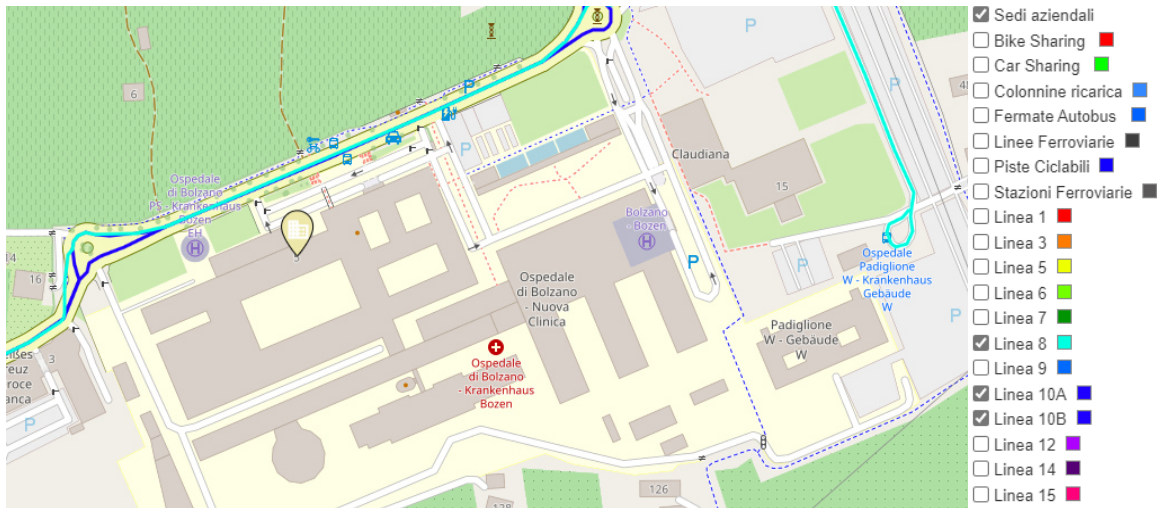 6
Ospedale
di Bolzano
PS - Krankenhaus
Bozen
EH
14
16
3
P
P
Claudiana
15
Bolzano
- Bozen
P
Ospedale
di Bolzano
- Nuova
Clinica
Ospedale
di Bolzano
- Krankenhaus
Bozen
Ospedale
Padiglione
W - Krankenhaus
Gebäude
W
Padiglione
W - Gebäude
W
P
P
P
126
128
Sedi aziendali
Bike Sharing
Car Sharing
Colonnine ricarica
Fermate Autobus
Linee Ferroviarie
Piste Ciclabili
Stazioni Ferroviarie
Linea 1
Linea 3
Linea 5
Linea 6
Linea 7
Linea 8
Linea 9
Linea 10A
Linea 10B
Linea 12
Linea 14
Linea 15